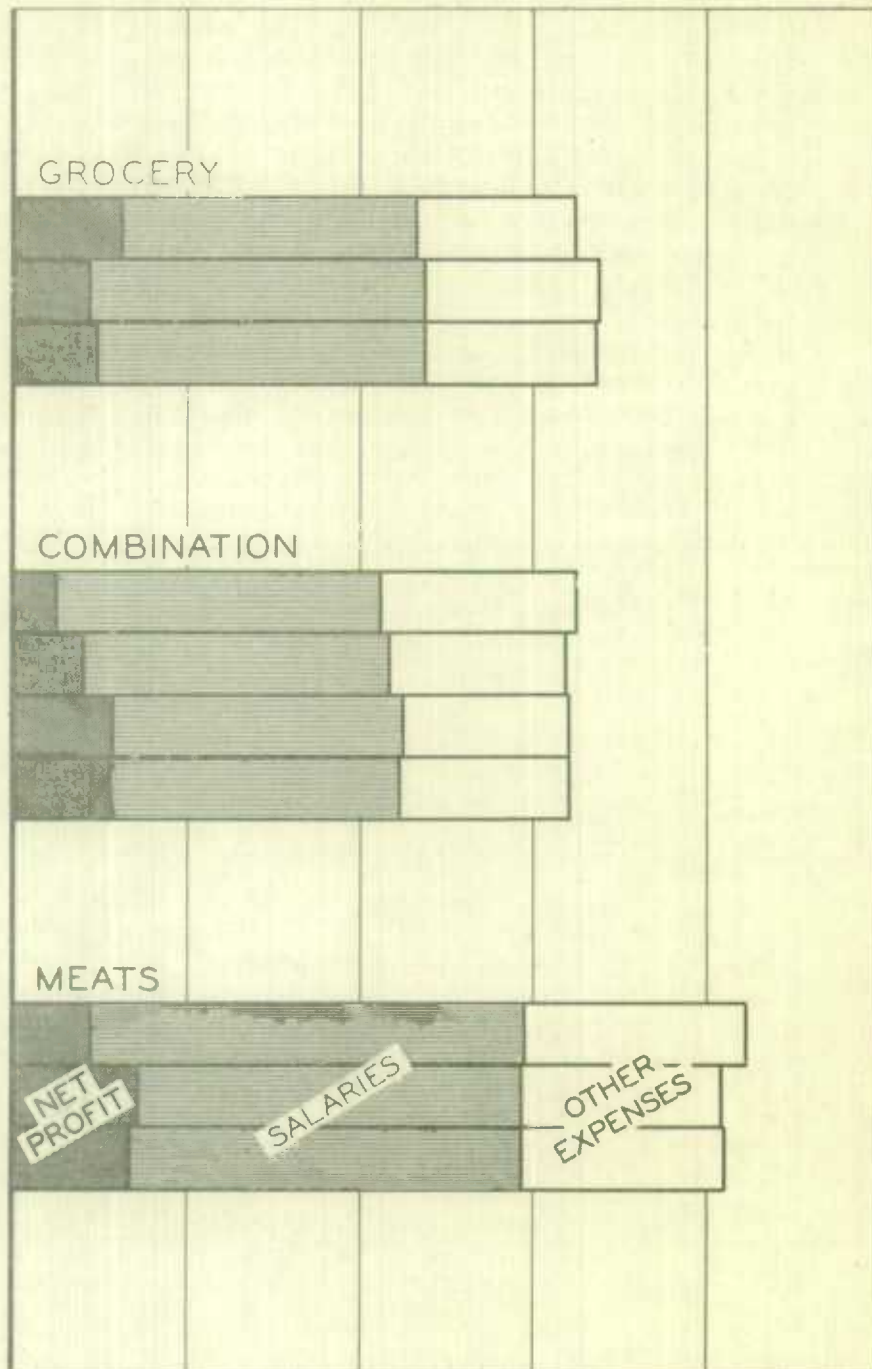 GROCERY
COMBINATION
MEATS
NET
PROFIT
SALARIES
OTHER
EXPENSES